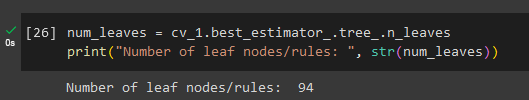 [26] num_leaves = cv_1.best_estimator_.tree_.n_leaves
0s print("Number of leaf nodes/rules: ", str(num_leaves))
Number of leaf nodes/rules:  94